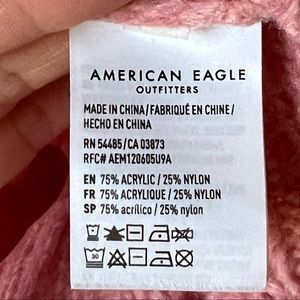 AMERICAN EAGLE
OUTFITTERS
MADE IN CHINA/FABRIQUÉ EN CHINE/
HECHO EN CHINA
RN 54485/CA 03873
RFC# AEM120605U9A
EN 75% ACRYLIC / 25% NYLON
FR 75% ACRYLIQUE / 25% NYLON
SP 75% acrílico / 25% nylon